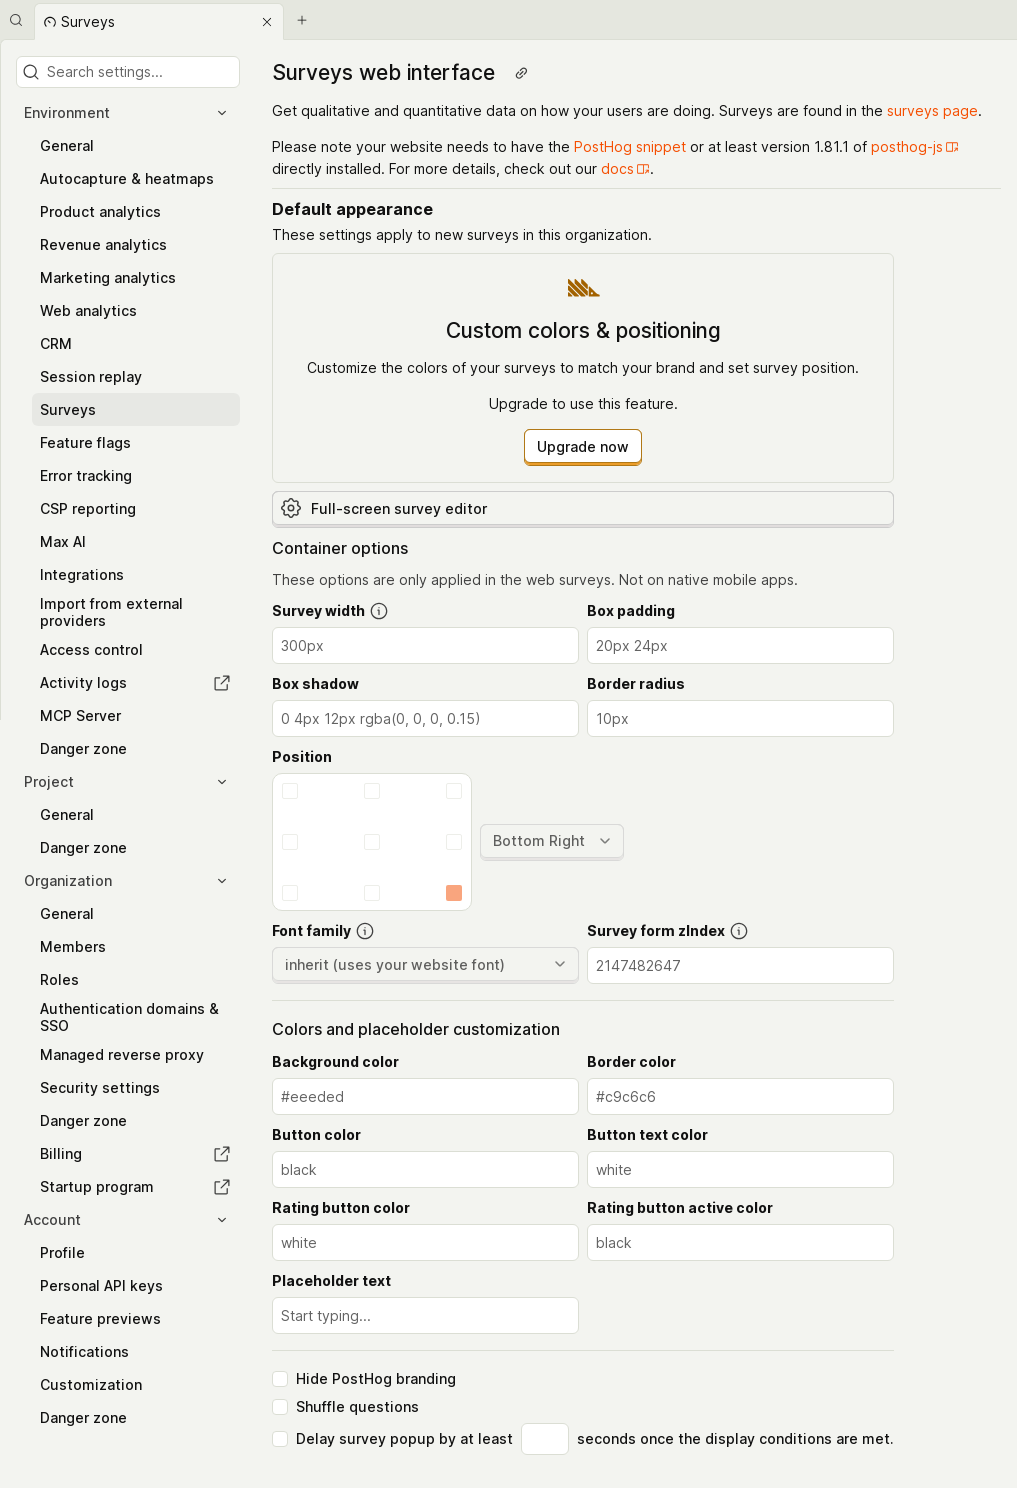 Surveys
Search settings...
Environment
General
Autocapture & heatmaps
Product analytics
Revenue analytics
Marketing analytics
Web analytics
CRM
Session replay
Surveys
Feature flags
Error tracking
CSP reporting
Max AI
Integrations
Import from external
providers
Access control
Activity logs
MCP Server
Danger zone
Project
General
Danger zone
Organization
General
Members
Roles
Authentication domains &
SSO
Managed reverse proxy
Security settings
Danger zone
Billing
Startup program
Account
Profile
Personal API keys
Feature previews
Notifications
Customization
Danger zone
Surveys web interface
Get qualitative and quantitative data on how your users are doing. Surveys are found in the surveys page.
Please note your website needs to have the PostHog snippet or at least version 1.81.1 of posthog-js
directly installed. For more details, check out our docs.
Default appearance
These settings apply to new surveys in this organization.
Custom colors & positioning
Customize the colors of your surveys to match your brand and set survey position.
Upgrade to use this feature.
Upgrade now
Full-screen survey editor
Container options
These options are only applied in the web surveys. Not on native mobile apps.
Survey width
Box padding
300px
20px 24px
Box shadow
Border radius
0 4px 12px rgba(0, 0, 0, 0.15)
10px
Position
Bottom Right
Font family
Survey form zIndex
inherit (uses your website font)
2147482647
Colors and placeholder customization
Background color
Border color
#eeeded
#c9c6c6
Button color
Button text color
black
white
Rating button color
Rating button active color
white
black
Placeholder text
Start typing...
Hide PostHog branding
Shuffle questions
Delay survey popup by at least seconds once the display conditions are met.